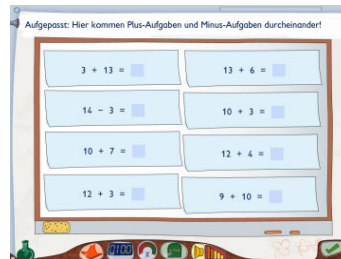 Aufgepasst: Hier kommen Plus-Aufgaben und Minus-Aufgaben durcheinander!
3 + 13 =
13 + 6 =
14 - 3 =
10 + 3 =
10 + 7 =
12 + 4 =
12 + 3 =
9 + 10 =